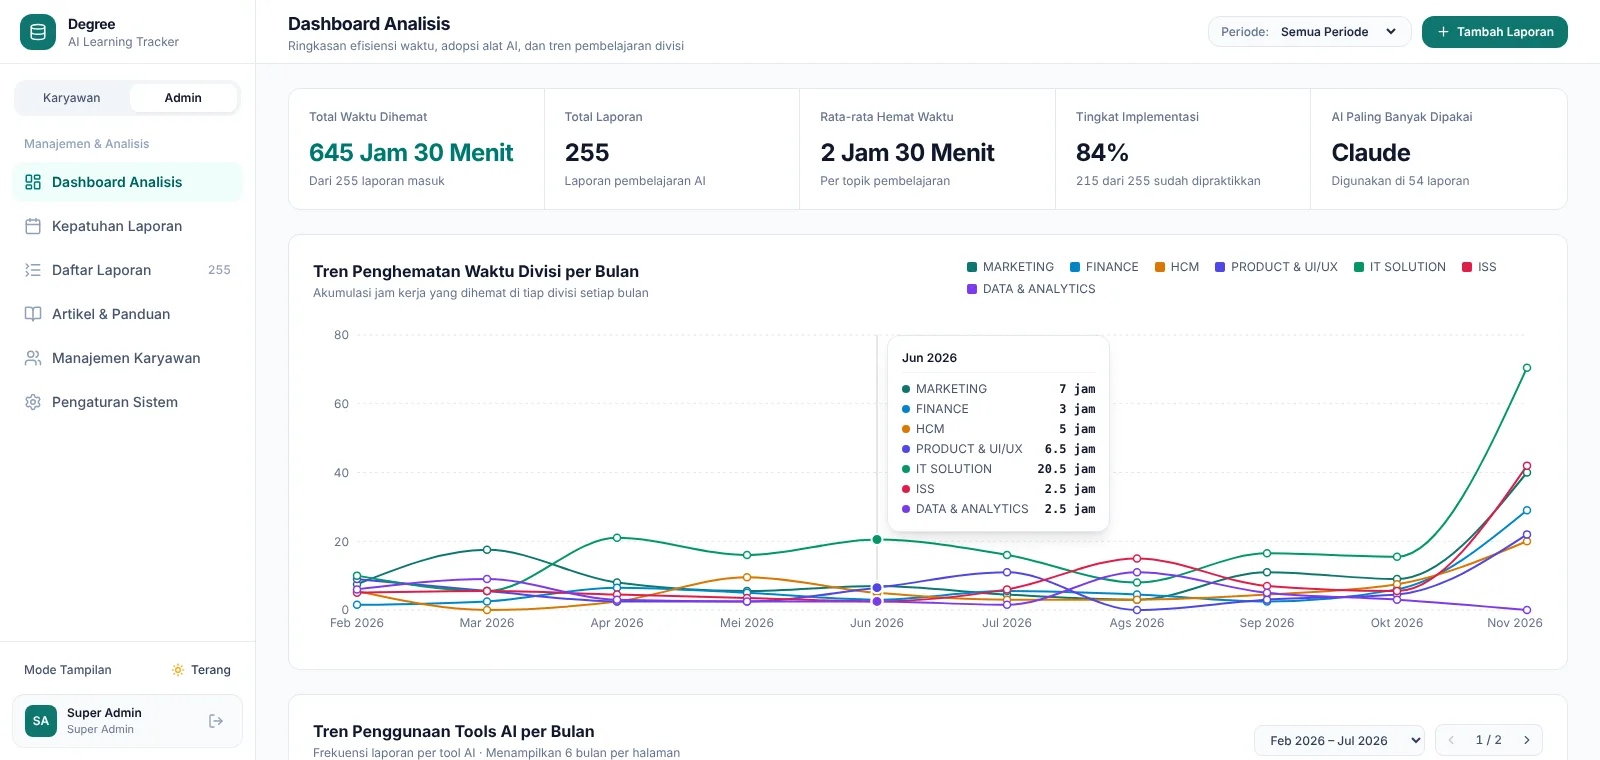 Degree
AI Learning Tracker
Karyawan Admin
Manajemen & Analisis
Dashboard Analisis
Kepatuhan Laporan
Daftar Laporan 255
Artikel & Panduan
Manajemen Karyawan
Pengaturan Sistem
Mode Tampilan Terang
SA
Super Admin
Super Admin
Dashboard Analisis
Ringkasan efisiensi waktu, adopsi alat AI, dan tren pembelajaran divisi
Periode: Semua Periode
+ Tambah Laporan
Total Waktu Dihemat
645 Jam 30 Menit
Dari 255 laporan masuk
Total Laporan
255
Laporan pembelajaran AI
Rata-rata Hemat Waktu
2 Jam 30 Menit
Per topik pembelajaran
Tingkat Implementasi
84%
215 dari 255 sudah dipraktikkan
AI Paling Banyak Dipakai
Claude
Digunakan di 54 laporan
Tren Penghematan Waktu Divisi per Bulan
Akumulasi jam kerja yang dihemat di tiap divisi setiap bulan
MARKETING FINANCE HCM PRODUCT & UI/UX IT SOLUTION ISS
DATA & ANALYTICS
80
60
40
20
0
Jun 2026
MARKETING 7 jam
FINANCE 3 jam
HCM 5 jam
PRODUCT & UI/UX 6.5 jam
IT SOLUTION 20.5 jam
ISS 2.5 jam
DATA & ANALYTICS 2.5 jam
Feb 2026 Mar 2026 Apr 2026 Mei 2026 Jun 2026 Jul 2026 Ags 2026 Sep 2026 Okt 2026 Nov 2026
Tren Penggunaan Tools AI per Bulan
Frekuensi laporan per tool AI · Menampilkan 6 bulan per halaman
Feb 2026 – Jul 2026
1 / 2